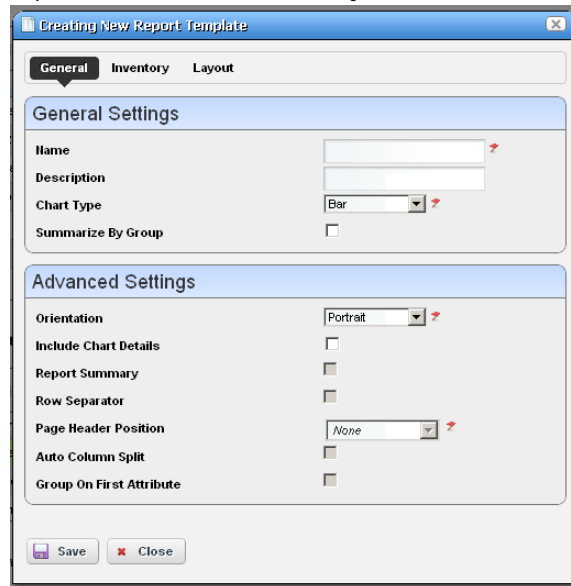 Creating New Report Template
General Inventory Layout
General Settings
Name
Description
Chart Type Bar
Summarize By Group
Advanced Settings
Orientation Portrait
Include Chart Details
Report Summary
Row Separator
Page Header Position None
Auto Column Split
Group On First Attribute
Save Close